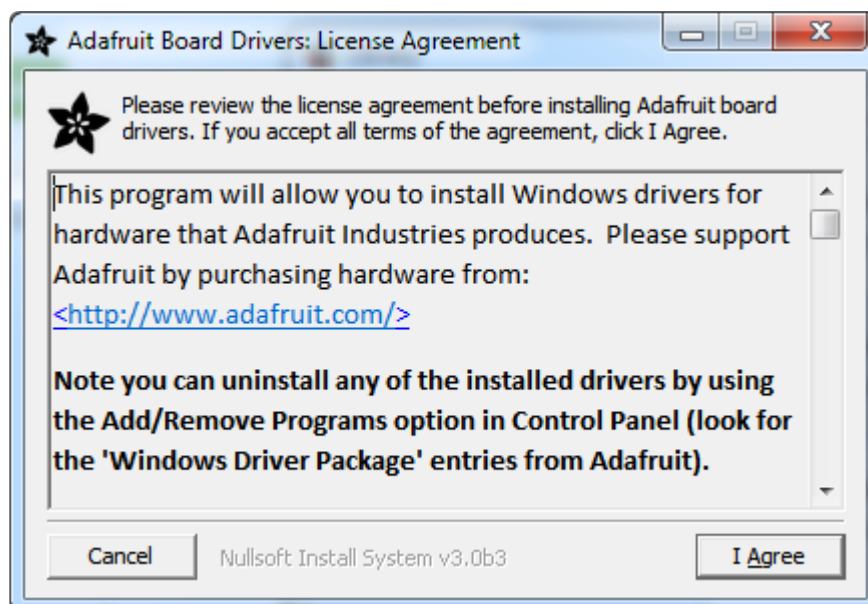 Adafruit Board Drivers: License Agreement
Please review the license agreement before installing Adafruit board
drivers. If you accept all terms of the agreement, click I Agree.
This program will allow you to install Windows drivers for
hardware that Adafruit Industries produces.  Please support
Adafruit by purchasing hardware from:
<http://www.adafruit.com/>
Note you can uninstall any of the installed drivers by using
the Add/Remove Programs option in Control Panel (look for
the 'Windows Driver Package' entries from Adafruit).
Cancel
Nullsoft Install System v3.0b3
I Agree